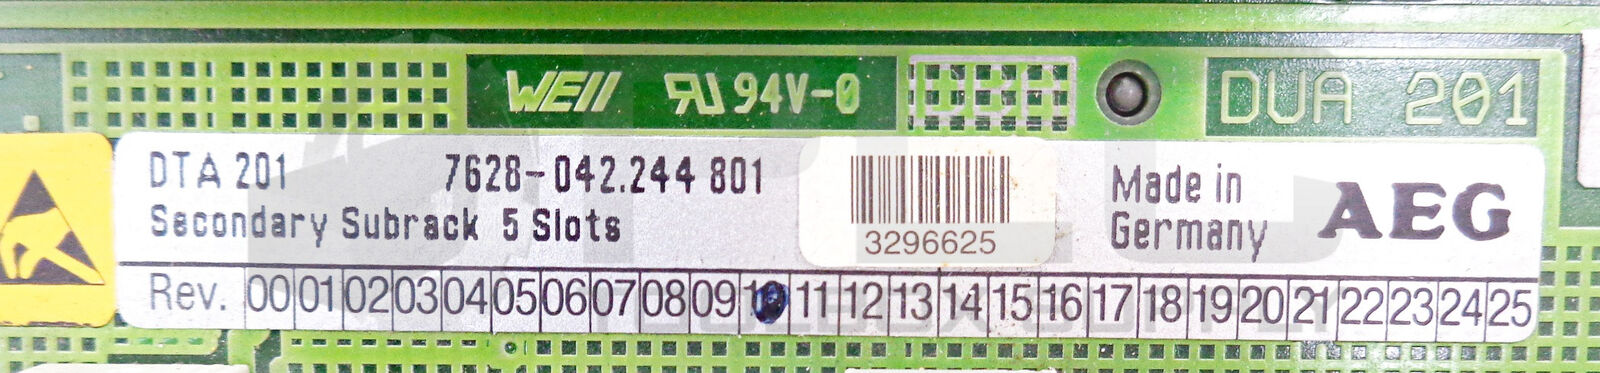 WEII RU 94V-0
DUA 201
DTA 201 7628-042.244 801
Secondary Subrack 5 Slots
3296625
Made in
Germany
AEG
Rev. 00 01 02 03 04 05 06 07 08 09 10 11 12 13 14 15 16 17 18 19 20 21 22 23 24 25